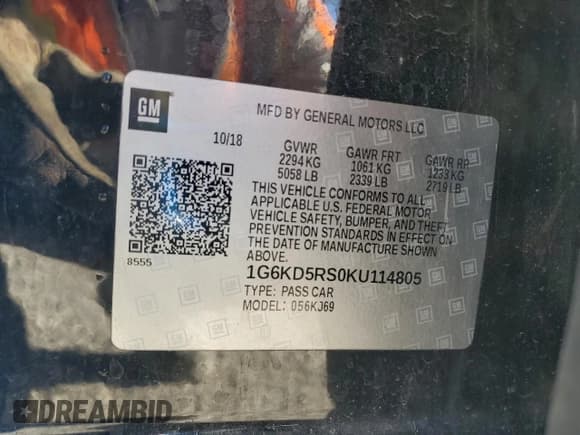 GM
MFD BY GENERAL MOTORS LLC
10/18
GVWR GAWR FRT GAWR RR
2294 KG 1061 KG 1233 KG
5058 LB 2339 LB 2719 LB
THIS VEHICLE CONFORMS TO ALL
APPLICABLE U.S. FEDERAL MOTOR
VEHICLE SAFETY, BUMPER, AND THEFT
PREVENTION STANDARDS IN EFFECT ON
THE DATE OF MANUFACTURE SHOWN
ABOVE.
8555
1G6KD5RS0KU114805
TYPE: PASS CAR
MODEL: 056KJ69
DREAMBID